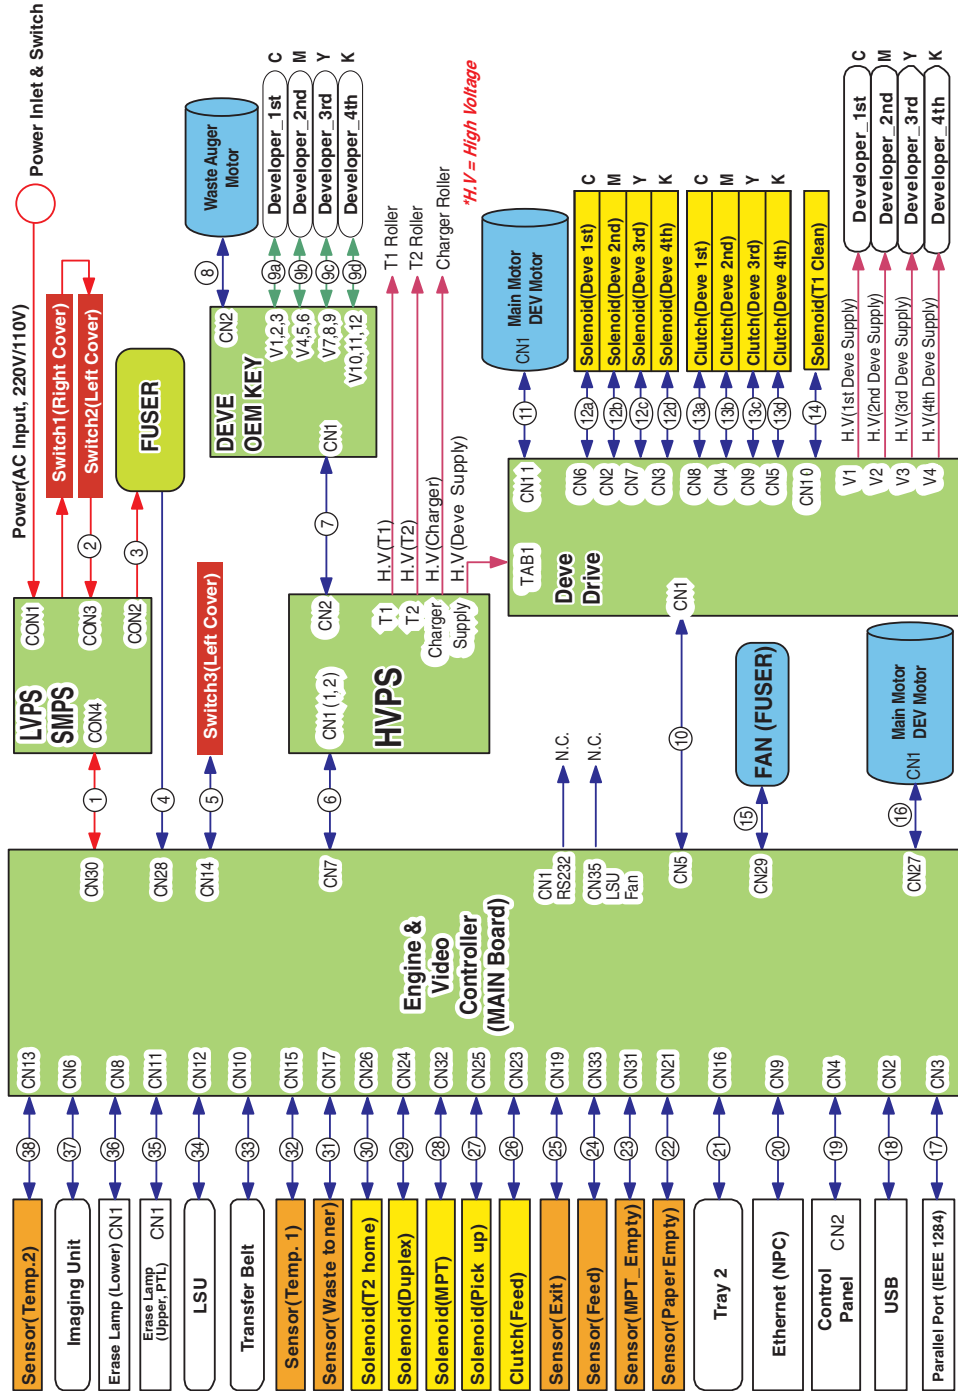 Power Inlet & Switch
Power(AC Input, 220V/110V)
Switch1(Right Cover)
Switch2(Left Cover)
FUSER
LVPS
SMPS
CON1
CON3
CON2
CON4
1
2
3
4
5
Switch3(Left Cover)
Waste Auger
Motor
8
9a
9b
9c
9d
Developer_1st
Developer_2nd
Developer_3rd
Developer_4th
C
M
Y
K
DEVE
OEM KEY
CN2
V1,2,3
V4,5,6
V7,8,9
V10,11,12
CN1
7
T1 Roller
T2 Roller
Charger Roller
*H.V = High Voltage
H.V(T1)
H.V(T2)
H.V(Charger)
H.V(Deve Supply)
HVPS
CN2
CN1 (1, 2)
T1
T2
Charger
Supply
6
Main Motor
DEV Motor
CN1
11
Solenoid(Deve 1st)
Solenoid(Deve 2nd)
Solenoid(Deve 3rd)
Solenoid(Deve 4th)
C
M
Y
K
12a
12b
12c
12d
Clutch(Deve 1st)
Clutch(Deve 2nd)
Clutch(Deve 3rd)
Clutch(Deve 4th)
C
M
Y
K
13a
13b
13c
13d
Solenoid(T1 Clean)
14
Developer_1st
Developer_2nd
Developer_3rd
Developer_4th
C
M
Y
K
H.V(1st Deve Supply)
H.V(2nd Deve Supply)
H.V(3rd Deve Supply)
H.V(4th Deve Supply)
Deve
Drive
TAB1
CN11
CN6
CN2
CN7
CN3
CN8
CN4
CN9
CN5
CN10
V1
V2
V3
V4
CN1
10
N.C.
N.C.
FAN (FUSER)
15
Main Motor
DEV Motor
CN1
16
Engine &
Video
Controller
(MAIN Board)
CN30
CN28
CN14
CN7
CN1
RS232
CN35
LSU
Fan
CN5
CN29
CN27
CN13
CN6
CN8
CN11
CN12
CN10
CN15
CN17
CN26
CN24
CN32
CN25
CN23
CN19
CN33
CN31
CN21
CN16
CN9
CN4
CN2
CN3
38
37
36
35
34
33
32
31
30
29
28
27
26
25
24
23
22
21
20
19
18
17
Sensor(Temp.2)
Imaging Unit
Erase Lamp (Lower) CN1
Erase Lamp
(Upper, PTL) CN1
LSU
Transfer Belt
Sensor(Temp. 1)
Sensor(Waste toner)
Solenoid(T2 home)
Solenoid(Duplex)
Solenoid(MPT)
Solenoid(Pick up)
Clutch(Feed)
Sensor(Exit)
Sensor(Feed)
Sensor(MPT_Empty)
Sensor(Paper Empty)
Tray 2
Ethernet (NPC)
Control
Panel
CN2
USB
Parallel Port (IEEE 1284)